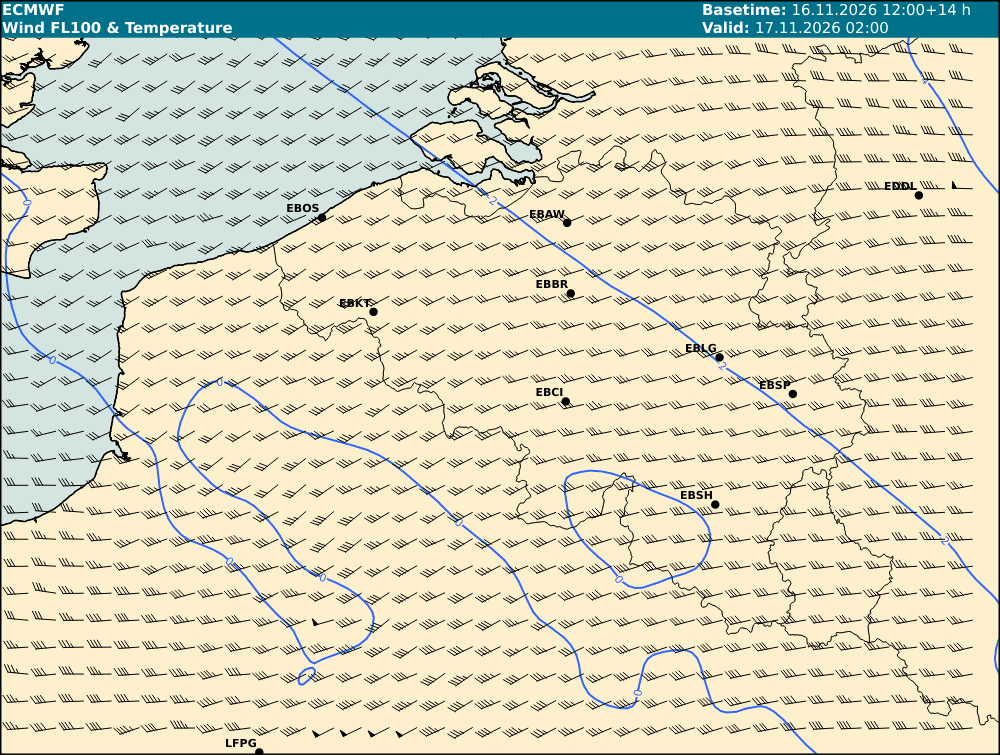 ECMWF
Wind FL100 & Temperature
Basetime: 16.11.2026 12:00+14 h
Valid: 17.11.2026 02:00
EDDL
EBOS
EBAW
EBBR
EBKT
EBLG
EBSP
EBCI
EBSH
LFPG
0
2
2
0
0
0
2
0
0
0
0